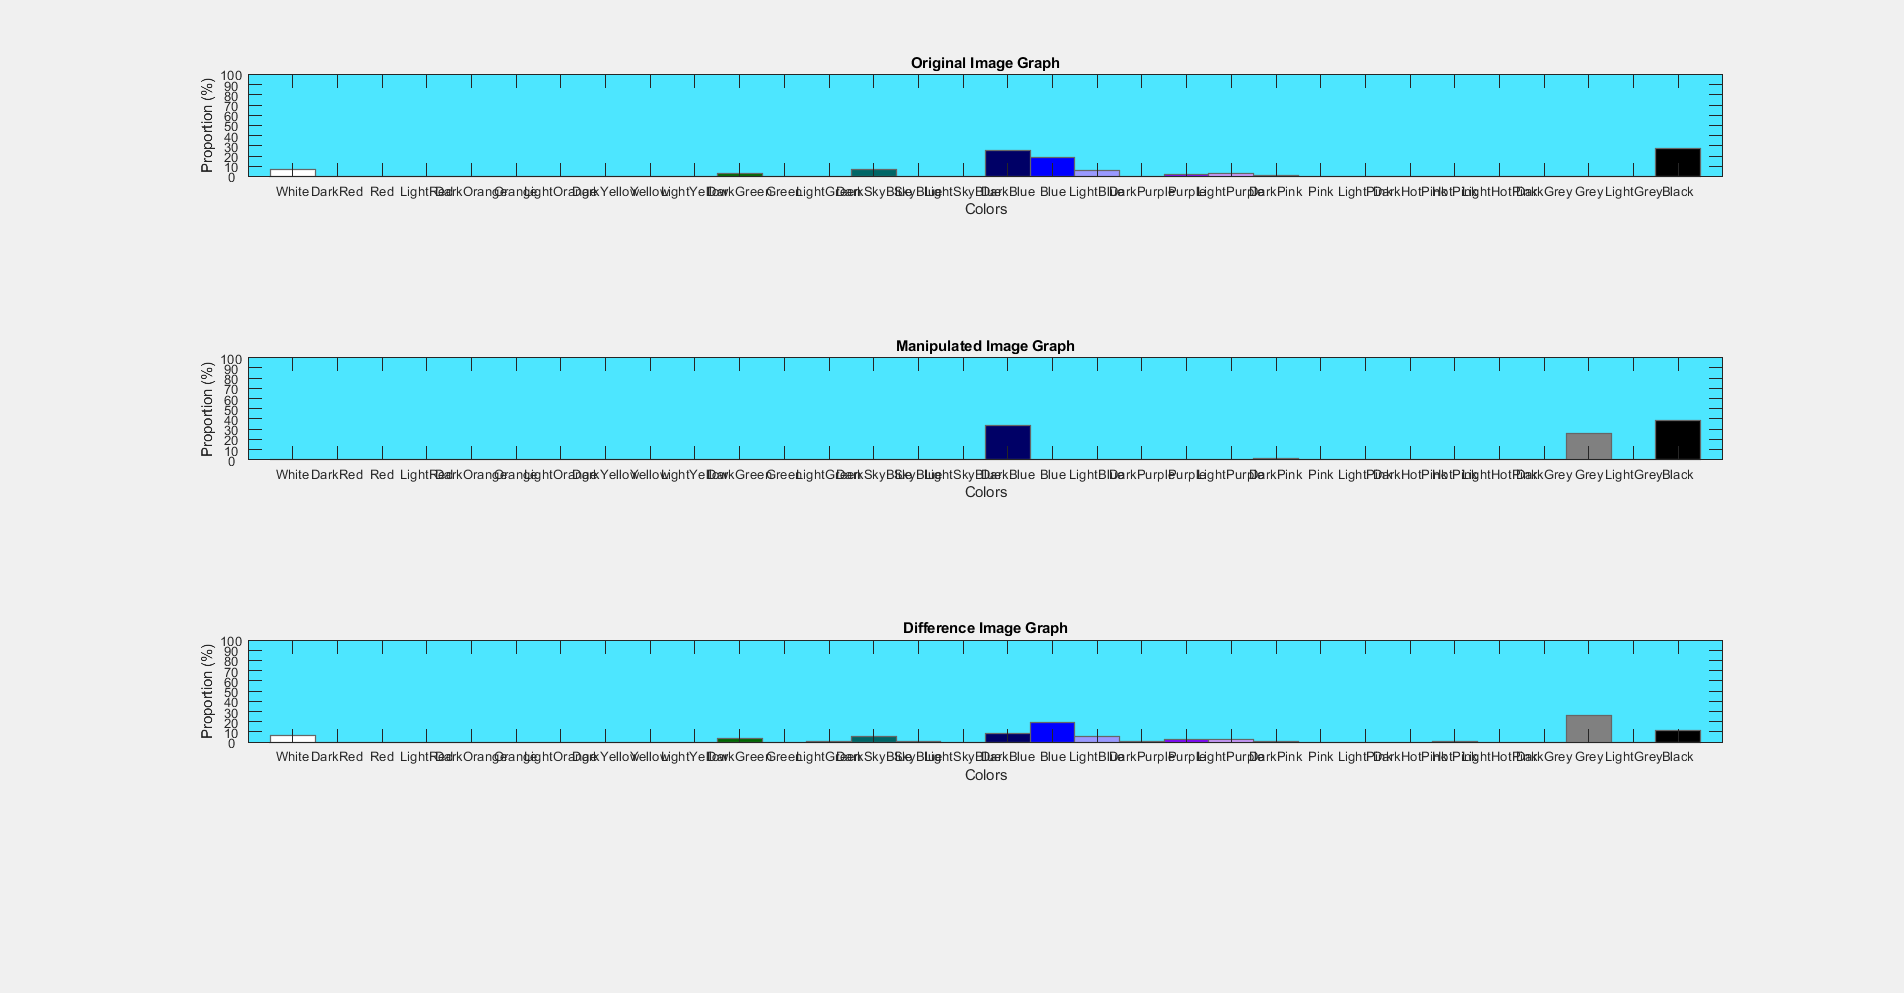 Original Image Graph
Proportion (%)
100
90
80
70
60
50
40
30
20
10
0
White DarkRed Red LightRed DarkOrange Orange LightOrange DarkYellow Yellow LightYellow DarkGreen Green LightGreen DarkSkyBlue SkyBlue LightSkyBlue DarkBlue Blue LightBlue DarkPurple Purple LightPurple DarkPink Pink LightPink DarkHotPink HotPink LightHotPink DarkGrey Grey LightGrey Black
Colors
Manipulated Image Graph
Proportion (%)
100
90
80
70
60
50
40
30
20
10
0
White DarkRed Red LightRed DarkOrange Orange LightOrange DarkYellow Yellow LightYellow DarkGreen Green LightGreen DarkSkyBlue SkyBlue LightSkyBlue DarkBlue Blue LightBlue DarkPurple Purple LightPurple DarkPink Pink LightPink DarkHotPink HotPink LightHotPink DarkGrey Grey LightGrey Black
Colors
Difference Image Graph
Proportion (%)
100
90
80
70
60
50
40
30
20
10
0
White DarkRed Red LightRed DarkOrange Orange LightOrange DarkYellow Yellow LightYellow DarkGreen Green LightGreen DarkSkyBlue SkyBlue LightSkyBlue DarkBlue Blue LightBlue DarkPurple Purple LightPurple DarkPink Pink LightPink DarkHotPink HotPink LightHotPink DarkGrey Grey LightGrey Black
Colors